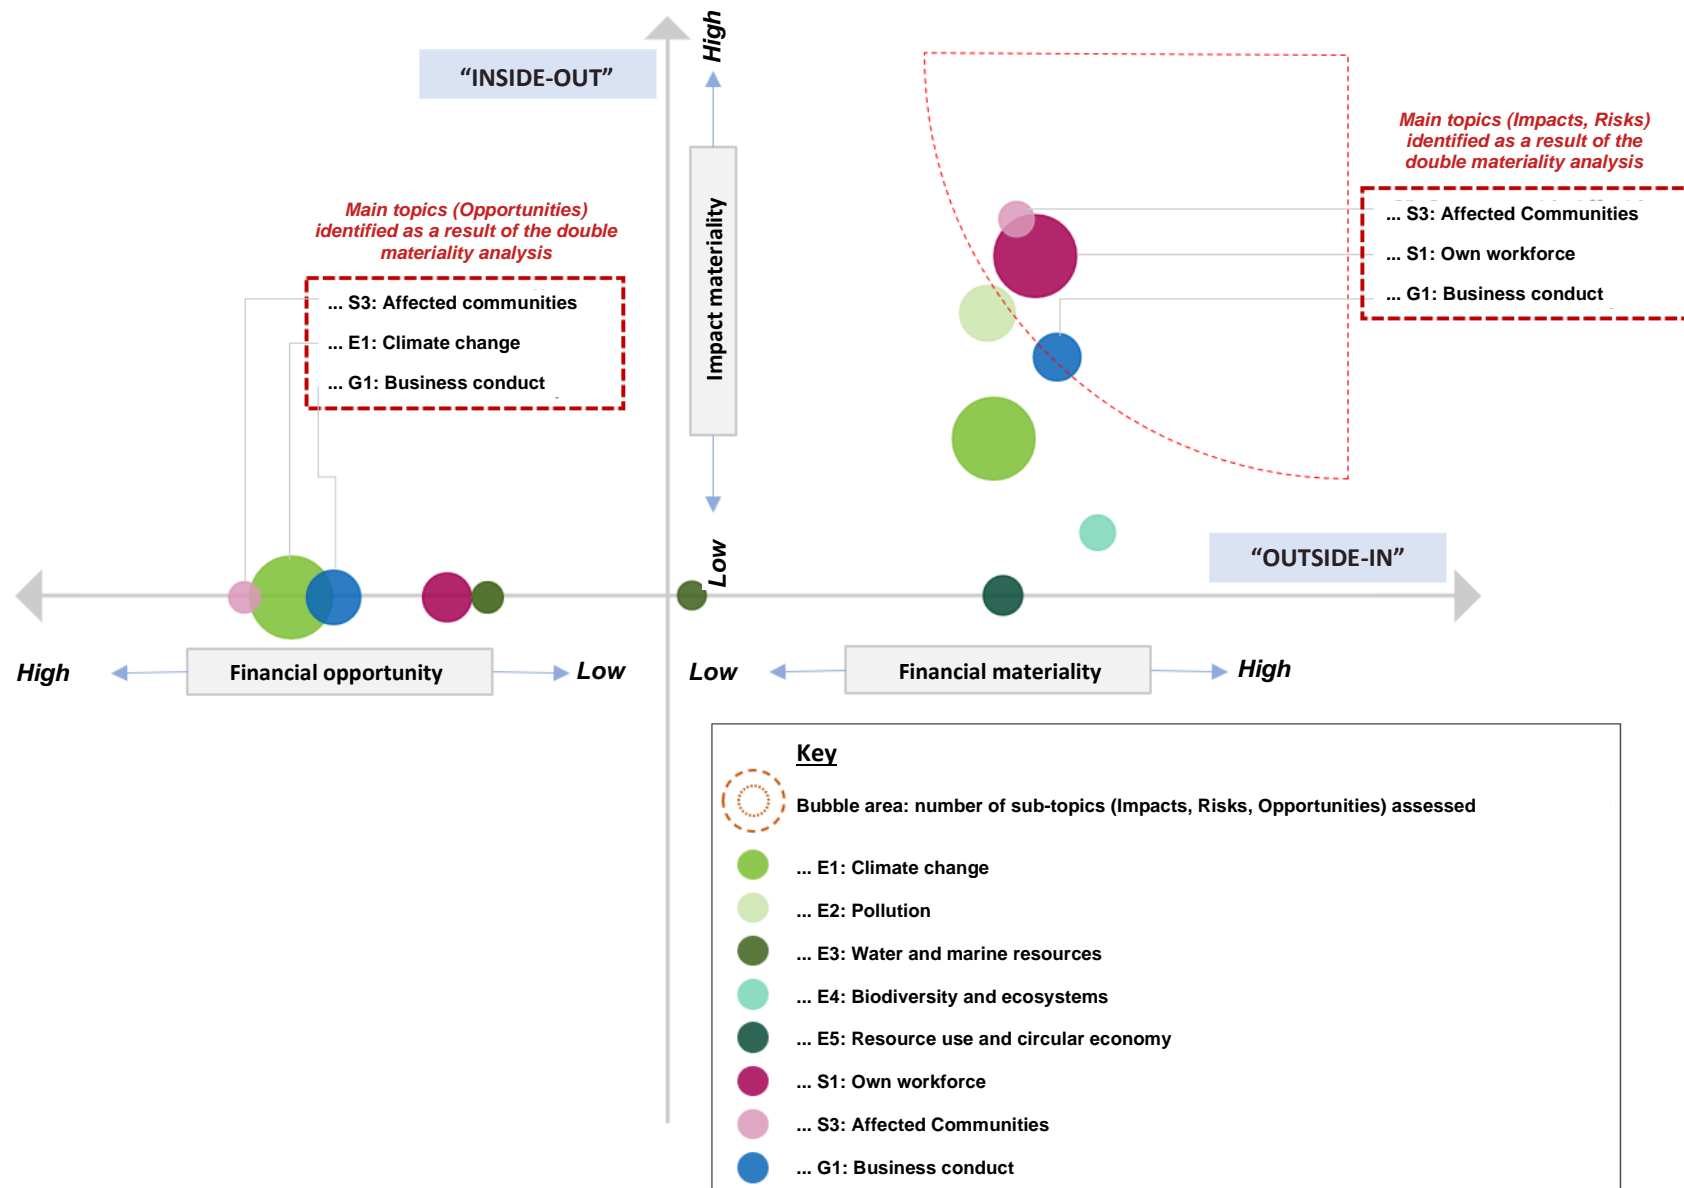 "INSIDE-OUT"
High
Impact materiality
Low
Main topics (Opportunities)
identified as a result of the double
materiality analysis
... S3: Affected communities
... E1: Climate change
... G1: Business conduct
Main topics (Impacts, Risks)
identified as a result of the
double materiality analysis
... S3: Affected Communities
... S1: Own workforce
... G1: Business conduct
"OUTSIDE-IN"
High
Financial opportunity
Low
Low
Financial materiality
High
Key
Bubble area: number of sub-topics (Impacts, Risks, Opportunities) assessed
... E1: Climate change
... E2: Pollution
... E3: Water and marine resources
... E4: Biodiversity and ecosystems
... E5: Resource use and circular economy
... S1: Own workforce
... S3: Affected Communities
... G1: Business conduct